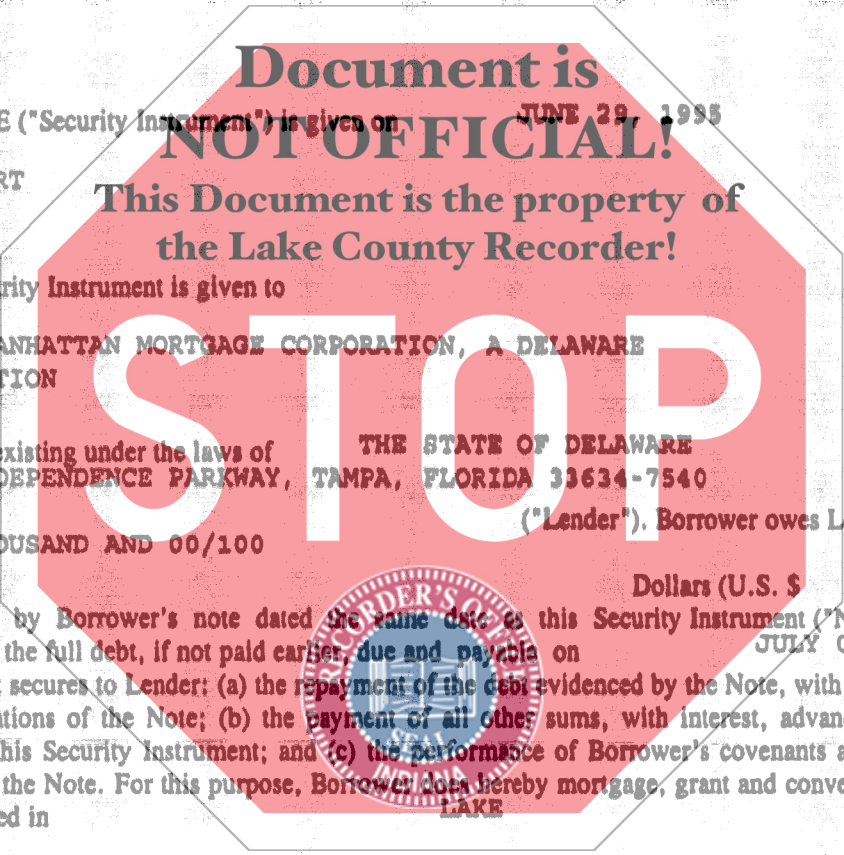 Document is
E ("Security Instrument") is given on JUNE 29, 1995
NOT OFFICIAL!
RT
This Document is the property of
the Lake County Recorder!
rity Instrument is given to
STOP
ANHATTAN MORTGAGE CORPORATION, A DELAWARE
TION
existing under the laws of THE STATE OF DELAWARE
DEPENDENCE PARKWAY, TAMPA, FLORIDA 33634-7540
("Lender"). Borrower owes L
OUSAND AND 00/100
Dollars (U.S. $
RECORDER'S OFFICE
by Borrower's note dated the same date as this Security Instrument ("N
the full debt, if not paid earlier, due and payable on JULY 0
secures to Lender: (a) the repayment of the debt evidenced by the Note, with
tions of the Note; (b) the payment of all other sums, with interest, advan
SEAL
his Security Instrument; and (c) the performance of Borrower's covenants a
INDIANA
the Note. For this purpose, Borrower does hereby mortgage, grant and conve
ed in LAKE